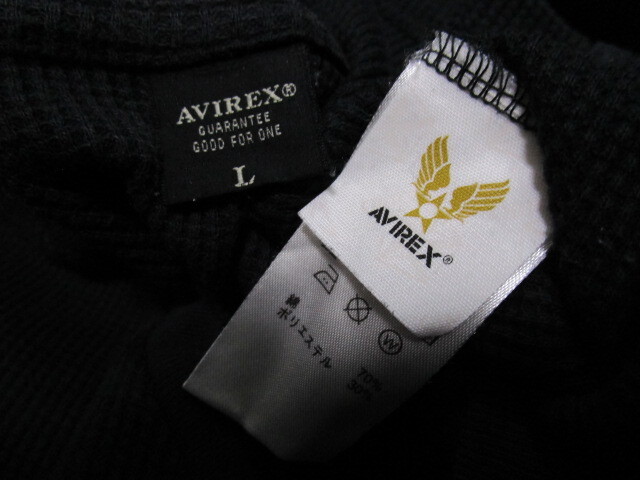 AVIREX®
GUARANTEE
GOOD FOR ONE
L
AVIREX®
W
綿 70%
ポリエステル 30%